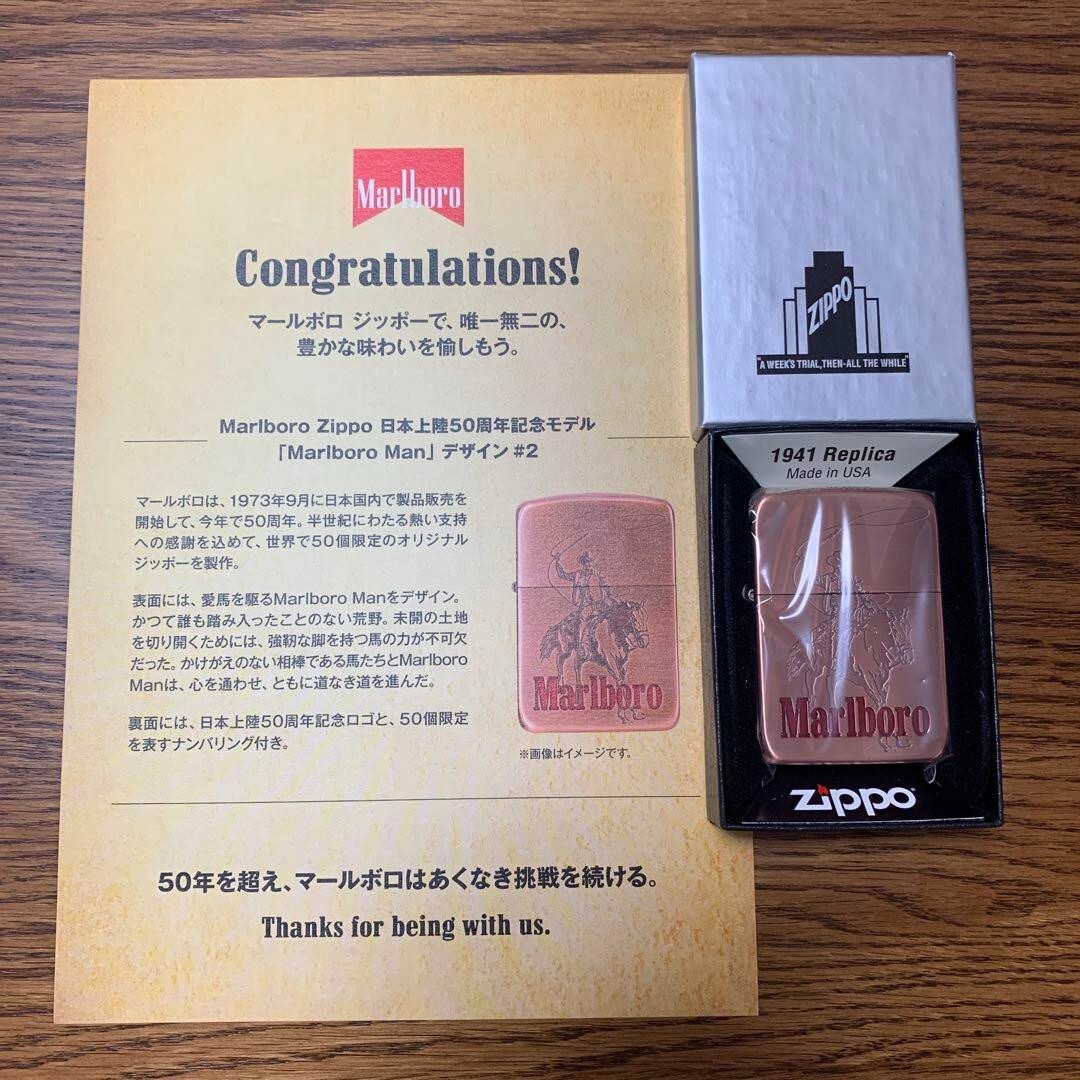 Marlboro
Congratulations!
マールボロ ジッポーで、唯一無二の、
豊かな味わいを愉しもう。
Marlboro Zippo 日本上陸50周年記念モデル
「Marlboro Man」デザイン #2
マールボロは、1973年9月に日本国内で製品販売を
開始して、今年で50周年。半世紀にわたる熱い支持
への感謝を込めて、世界で50個限定のオリジナル
ジッポーを製作。
表面には、愛馬を駆るMarlboro Manをデザイン。
かつて誰も踏み入ったことのない荒野。未開の土地
を切り開くためには、強靭な脚を持つ馬の力が不可欠
だった。かけがえのない相棒である馬たちとMarlboro
Manは、心を通わせ、ともに道なき道を進んだ。
裏面には、日本上陸50周年記念ロゴと、50個限定
を表すナンバリング付き。
Marlboro
※画像はイメージです。
50年を超え、マールボロはあくなき挑戦を続ける。
Thanks for being with us.
ZIPPO
"A WEEK'S TRIAL, THEN-ALL THE WHILE"
1941 Replica
Made in USA
Marlboro
zippo